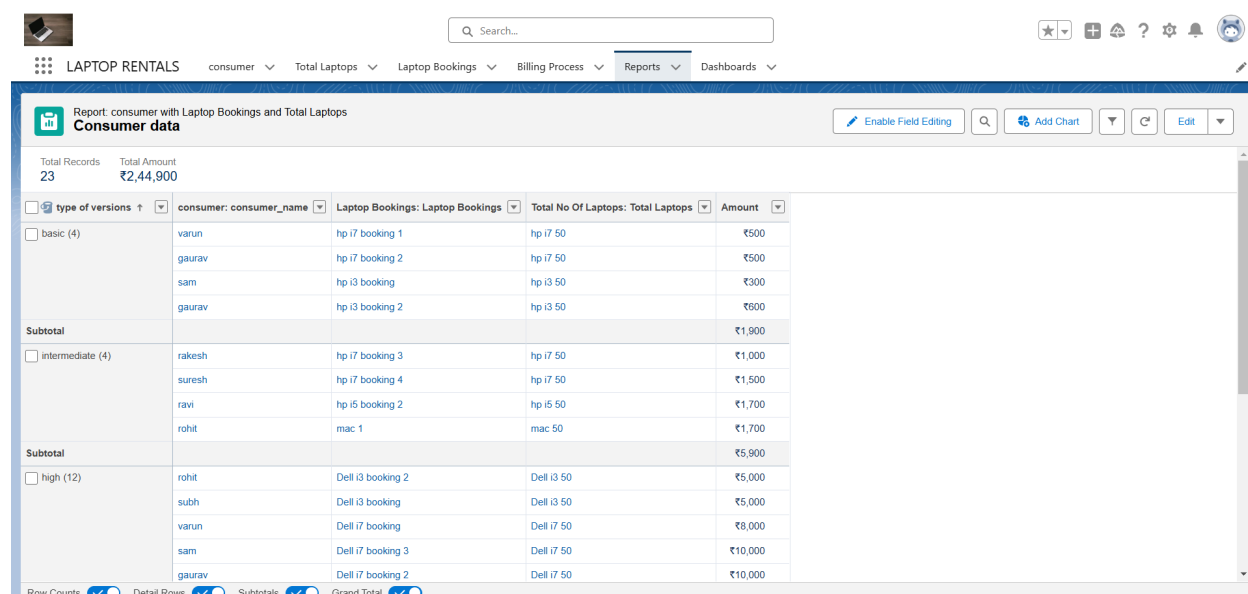 Search...
LAPTOP RENTALS consumer Total Laptops Laptop Bookings Billing Process Reports Dashboards
Report: consumer with Laptop Bookings and Total Laptops
Consumer data
Enable Field Editing Add Chart Edit
Total Records Total Amount
23 ₹2,44,900
type of versions ↑ consumer: consumer_name Laptop Bookings: Laptop Bookings Total No Of Laptops: Total Laptops Amount
basic (4) varun hp i7 booking 1 hp i7 50 ₹500
gaurav hp i7 booking 2 hp i7 50 ₹500
sam hp i3 booking hp i3 50 ₹300
gaurav hp i3 booking 2 hp i3 50 ₹600
Subtotal ₹1,900
intermediate (4) rakesh hp i7 booking 3 hp i7 50 ₹1,000
suresh hp i7 booking 4 hp i7 50 ₹1,500
ravi hp i5 booking 2 hp i5 50 ₹1,700
rohit mac 1 mac 50 ₹1,700
Subtotal ₹5,900
high (12) rohit Dell i3 booking 2 Dell i3 50 ₹5,000
subh Dell i3 booking Dell i3 50 ₹5,000
varun Dell i7 booking Dell i7 50 ₹8,000
sam Dell i7 booking 3 Dell i7 50 ₹10,000
gaurav Dell i7 booking 2 Dell i7 50 ₹10,000
Row Counts Detail Rows Subtotals Grand Total